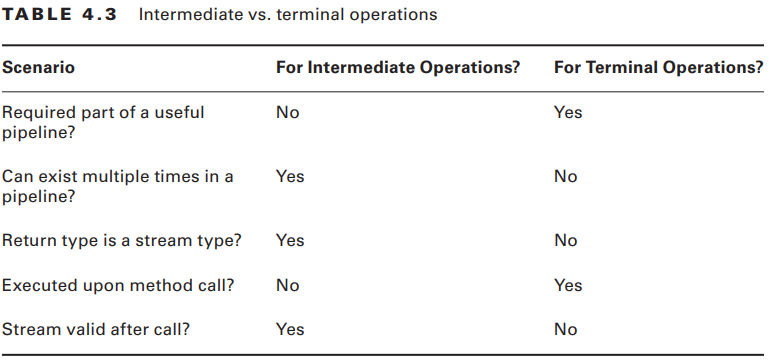 TABLE 4.3 Intermediate vs. terminal operations
Scenario For Intermediate Operations? For Terminal Operations?
Required part of a useful pipeline? No Yes
Can exist multiple times in a pipeline? Yes No
Return type is a stream type? Yes No
Executed upon method call? No Yes
Stream valid after call? Yes No